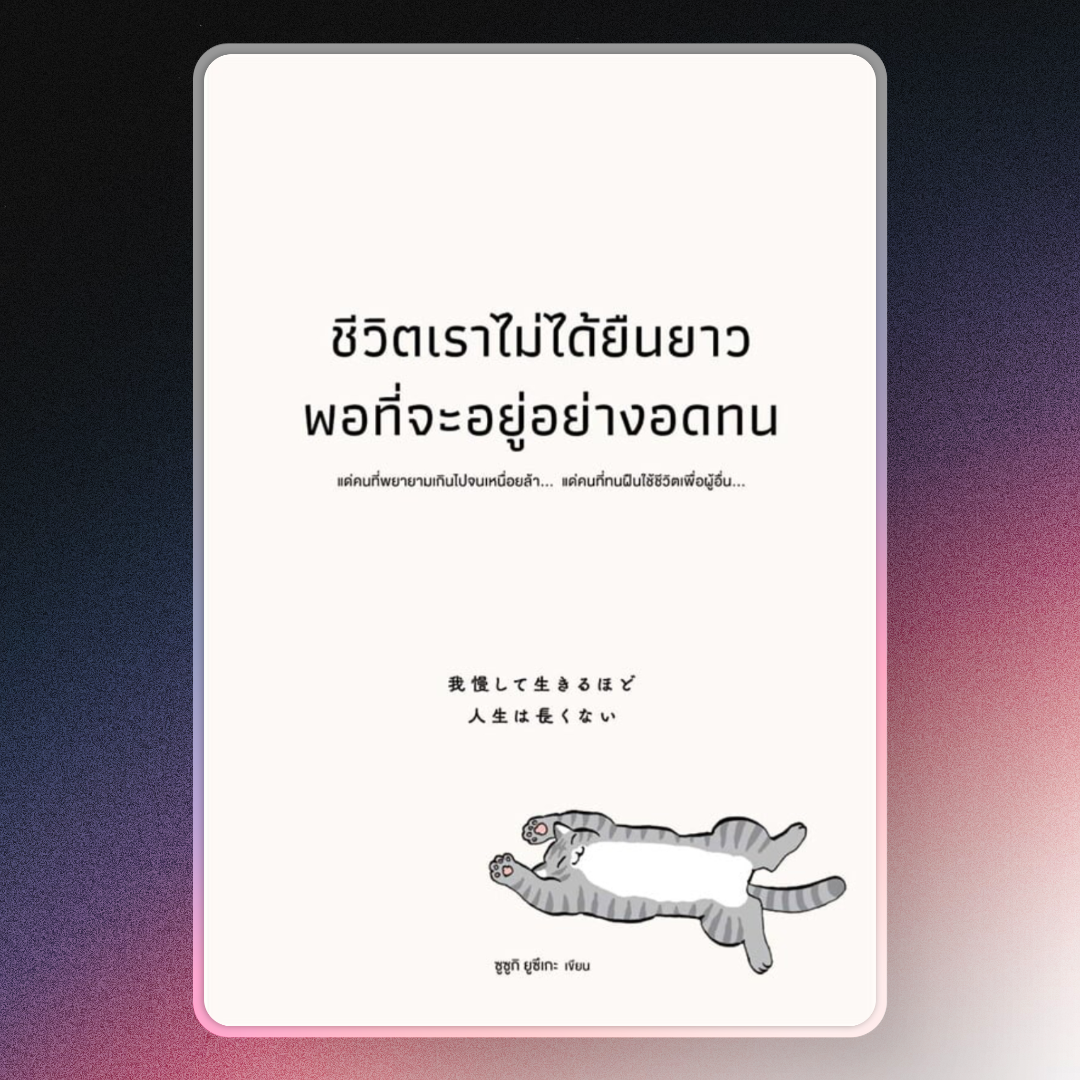 ชีวิตเราไม่ได้ยืนยาว
พอที่จะอยู่อย่างอดทน
แด่คนที่พยายามเกินไปจนเหนื่อยล้า... แด่คนที่ทนฝืนใช้ชีวิตเพื่อผู้อื่น...
我慢して生きるほど
人生は長くない
ซูซูกิ ยูซึเกะ เขียน